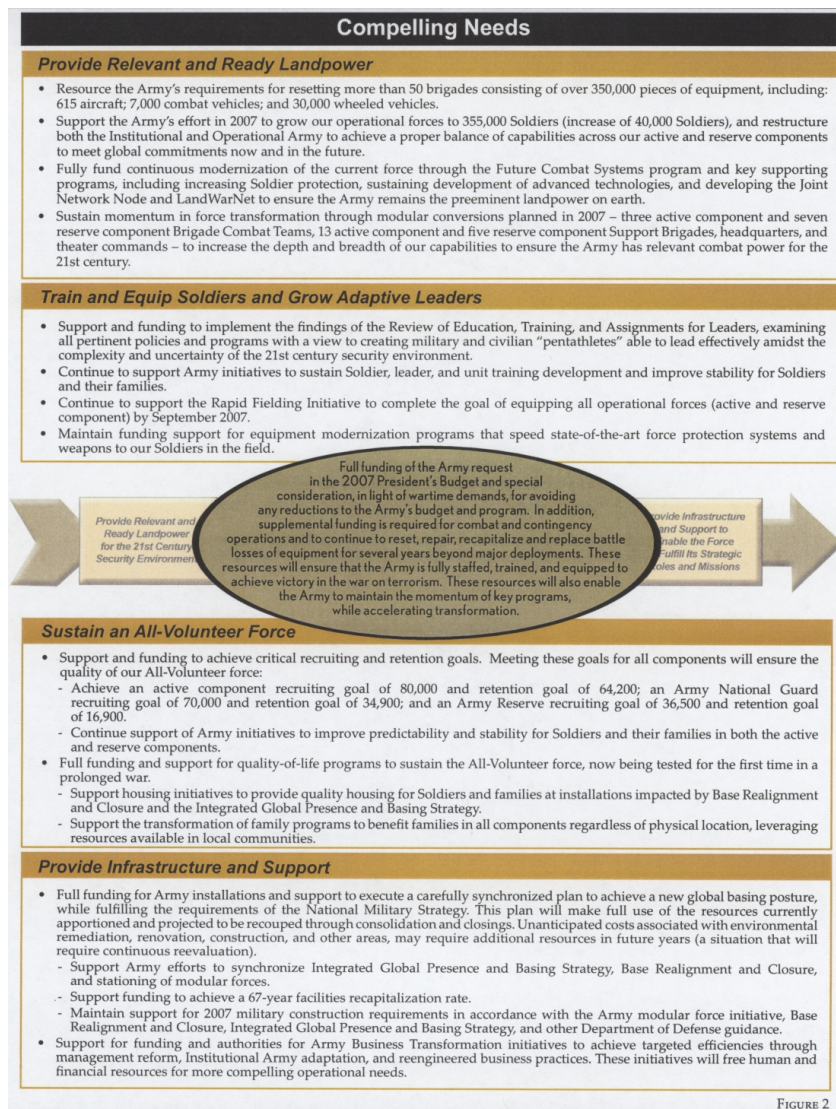 Compelling Needs
Provide Relevant and Ready Landpower
• Resource the Army's requirements for resetting more than 50 brigades consisting of over 350,000 pieces of equipment, including:
615 aircraft; 7,000 combat vehicles; and 30,000 wheeled vehicles.
• Support the Army's effort in 2007 to grow our operational forces to 355,000 Soldiers (increase of 40,000 Soldiers), and restructure
both the Institutional and Operational Army to achieve a proper balance of capabilities across our active and reserve components
to meet global commitments now and in the future.
• Fully fund continuous modernization of the current force through the Future Combat Systems program and key supporting
programs, including increasing Soldier protection, sustaining development of advanced technologies, and developing the Joint
Network Node and LandWarNet to ensure the Army remains the preeminent landpower on earth.
• Sustain momentum in force transformation through modular conversions planned in 2007 – three active component and seven
reserve component Brigade Combat Teams, 13 active component and five reserve component Support Brigades, headquarters, and
theater commands – to increase the depth and breadth of our capabilities to ensure the Army has relevant combat power for the
21st century.
Train and Equip Soldiers and Grow Adaptive Leaders
• Support and funding to implement the findings of the Review of Education, Training, and Assignments for Leaders, examining
all pertinent policies and programs with a view to creating military and civilian "pentathletes" able to lead effectively amidst the
complexity and uncertainty of the 21st century security environment.
• Continue to support Army initiatives to sustain Soldier, leader, and unit training development and improve stability for Soldiers
and their families.
• Continue to support the Rapid Fielding Initiative to complete the goal of equipping all operational forces (active and reserve
component) by September 2007.
• Maintain funding support for equipment modernization programs that speed state-of-the-art force protection systems and
weapons to our Soldiers in the field.
Provide Relevant and
Ready Landpower
for the 21st Century
Security Environment
Full funding of the Army request
in the 2007 President's Budget and special
consideration, in light of wartime demands, for avoiding
any reductions to the Army's budget and program. In addition,
supplemental funding is required for combat and contingency
operations and to continue to reset, repair, recapitalize and replace battle
losses of equipment for several years beyond major deployments. These
resources will ensure that the Army is fully staffed, trained, and equipped to
achieve victory in the war on terrorism. These resources will also enable
the Army to maintain the momentum of key programs,
while accelerating transformation.
ovide Infrastructure
and Support to
nable the Force
Fulfill Its Strategic
oles and Missions
Sustain an All-Volunteer Force
• Support and funding to achieve critical recruiting and retention goals. Meeting these goals for all components will ensure the
quality of our All-Volunteer force:
- Achieve an active component recruiting goal of 80,000 and retention goal of 64,200; an Army National Guard
recruiting goal of 70,000 and retention goal of 34,900; and an Army Reserve recruiting goal of 36,500 and retention goal
of 16,900.
- Continue support of Army initiatives to improve predictability and stability for Soldiers and their families in both the active
and reserve components.
• Full funding and support for quality-of-life programs to sustain the All-Volunteer force, now being tested for the first time in a
prolonged war.
- Support housing initiatives to provide quality housing for Soldiers and families at installations impacted by Base Realignment
and Closure and the Integrated Global Presence and Basing Strategy.
- Support the transformation of family programs to benefit families in all components regardless of physical location, leveraging
resources available in local communities.
Provide Infrastructure and Support
• Full funding for Army installations and support to execute a carefully synchronized plan to achieve a new global basing posture,
while fulfilling the requirements of the National Military Strategy. This plan will make full use of the resources currently
apportioned and projected to be recouped through consolidation and closings. Unanticipated costs associated with environmental
remediation, renovation, construction, and other areas, may require additional resources in future years (a situation that will
require continuous reevaluation).
- Support Army efforts to synchronize Integrated Global Presence and Basing Strategy, Base Realignment and Closure,
and stationing of modular forces.
- Support funding to achieve a 67-year facilities recapitalization rate.
- Maintain support for 2007 military construction requirements in accordance with the Army modular force initiative, Base
Realignment and Closure, Integrated Global Presence and Basing Strategy, and other Department of Defense guidance.
• Support for funding and authorities for Army Business Transformation initiatives to achieve targeted efficiencies through
management reform, Institutional Army adaptation, and reengineered business practices. These initiatives will free human and
financial resources for more compelling operational needs.
FIGURE 2